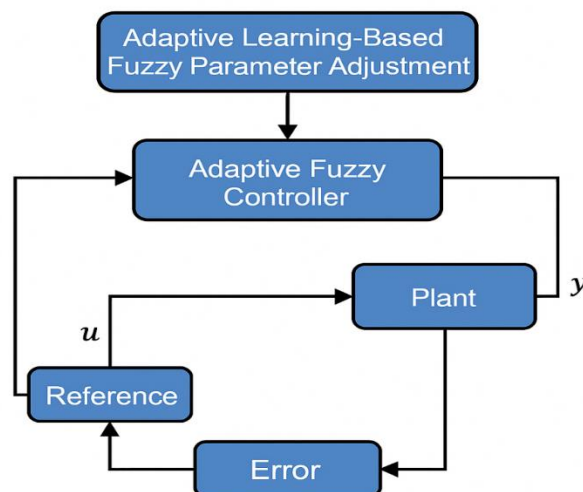 Adaptive Learning-Based
Fuzzy Parameter Adjustment
Adaptive Fuzzy
Controller
Plant
y
u
Reference
Error